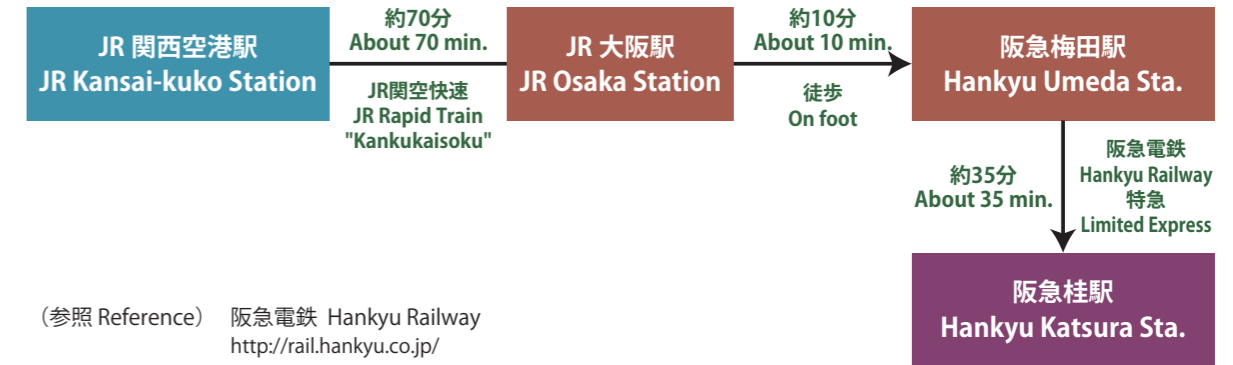 JR 関西空港駅
JR Kansai-kuko Station
約70分
About 70 min.
JR関空快速
JR Rapid Train
"Kankukaisoku"
JR 大阪駅
JR Osaka Station
約10分
About 10 min.
徒歩
On foot
阪急梅田駅
Hankyu Umeda Sta.
約35分
About 35 min.
阪急電鉄
Hankyu Railway
特急
Limited Express
阪急桂駅
Hankyu Katsura Sta.
（参照 Reference） 阪急電鉄 Hankyu Railway
http://rail.hankyu.co.jp/